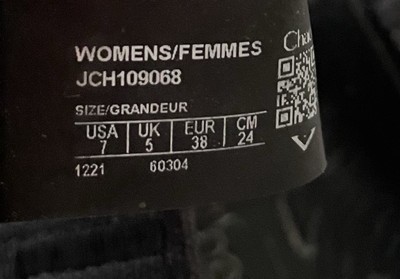 WOMENS/FEMMES
JCH109068
SIZE/GRANDEUR
USA UK EUR CM
7 5 38 24
1221 60304